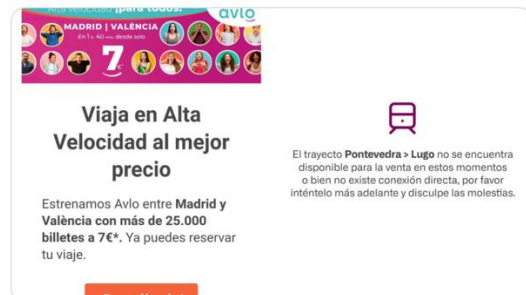 Alta velocidad ¡para todos!
avlo
MADRID | VALÈNCIA
En 1 h. 40 min. desde solo
7€
Viaja en Alta
Velocidad al mejor
precio
Estrenamos Avlo entre Madrid y
València con más de 25.000
billetes a 7€*. Ya puedes reservar
tu viaje.
El trayecto Pontevedra > Lugo no se encuentra
disponible para la venta en estos momentos
o bien no existe conexión directa, por favor
inténtelo más adelante y disculpe las molestias.